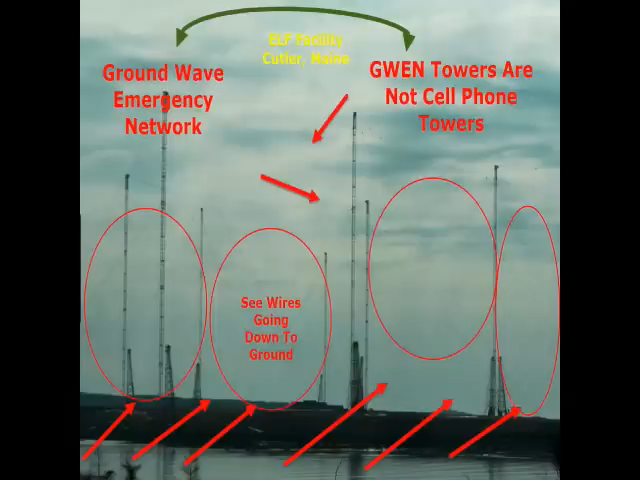 ELF Facility
Cutler, Maine
Ground Wave
Emergency
Network
GWEN Towers Are
Not Cell Phone
Towers
See Wires
Going
Down To
Ground